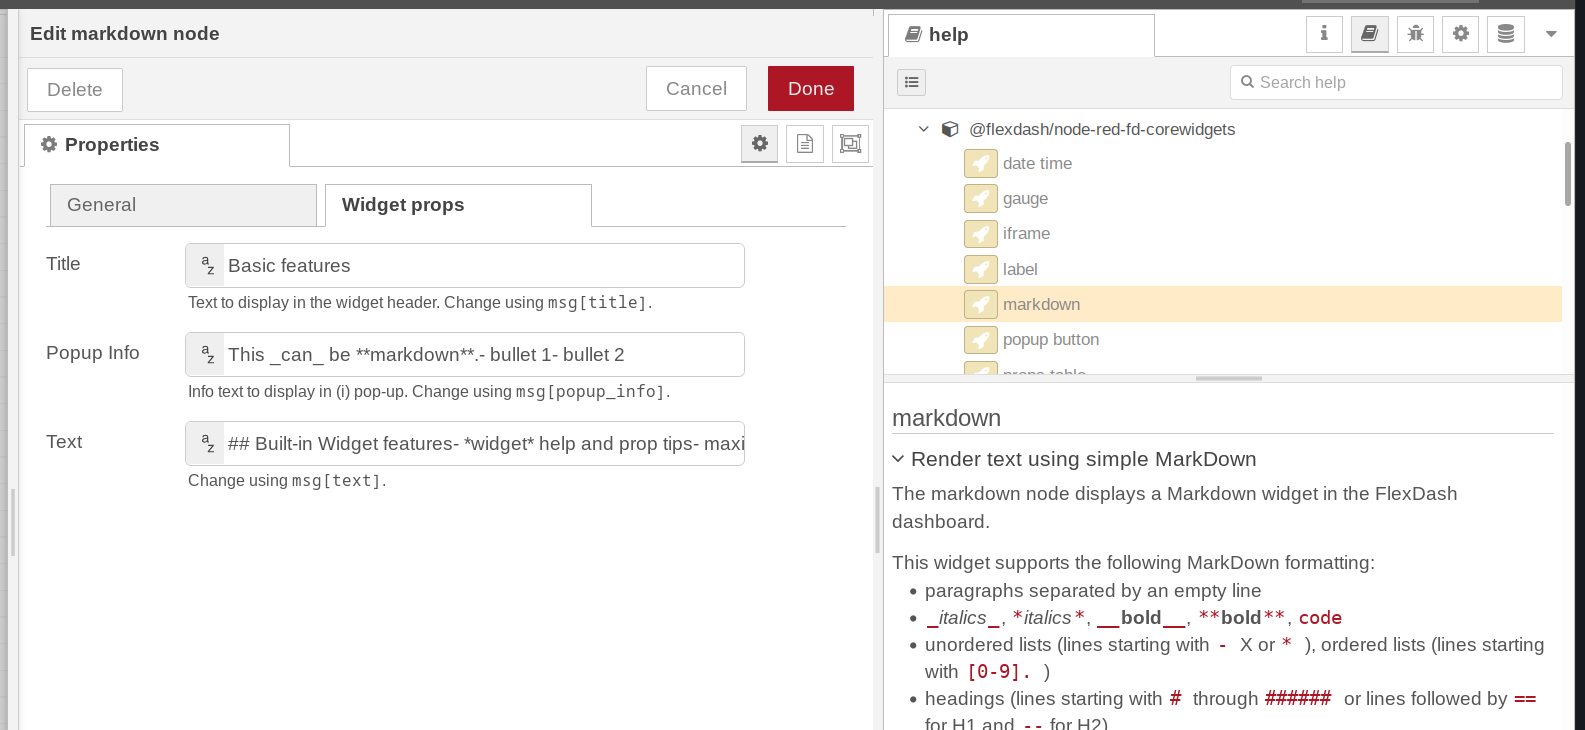 Edit markdown node
Delete
Cancel
Done
Properties
General
Widget props
Title
az Basic features
Text to display in the widget header. Change using msg[title].
Popup Info
az This _can_ be **markdown**.- bullet 1- bullet 2
Info text to display in (i) pop-up. Change using msg[popup_info].
Text
az ## Built-in Widget features- *widget* help and prop tips- maxi
Change using msg[text].
help
Search help
@flexdash/node-red-fd-corewidgets
date time
gauge
iframe
label
markdown
popup button
props table
markdown
Render text using simple MarkDown
The markdown node displays a Markdown widget in the FlexDash
dashboard.
This widget supports the following MarkDown formatting:
• paragraphs separated by an empty line
• _italics_, *italics*, __bold__, **bold**, code
• unordered lists (lines starting with - X or * ), ordered lists (lines starting
with [0-9]. )
• headings (lines starting with # through ###### or lines followed by ==
for H1 and -- for H2)